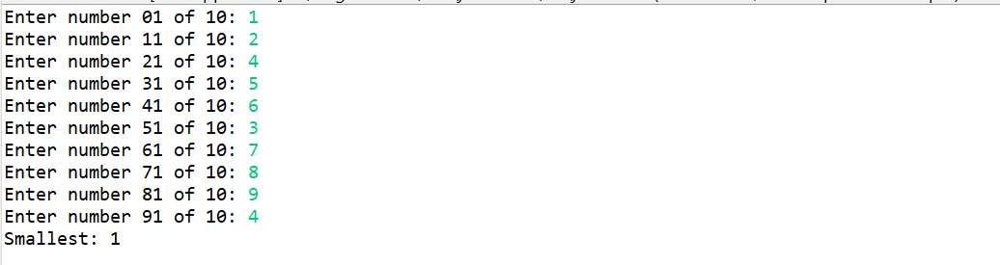 Enter number 01 of 10: 1
Enter number 11 of 10: 2
Enter number 21 of 10: 4
Enter number 31 of 10: 5
Enter number 41 of 10: 6
Enter number 51 of 10: 3
Enter number 61 of 10: 7
Enter number 71 of 10: 8
Enter number 81 of 10: 9
Enter number 91 of 10: 4
Smallest: 1